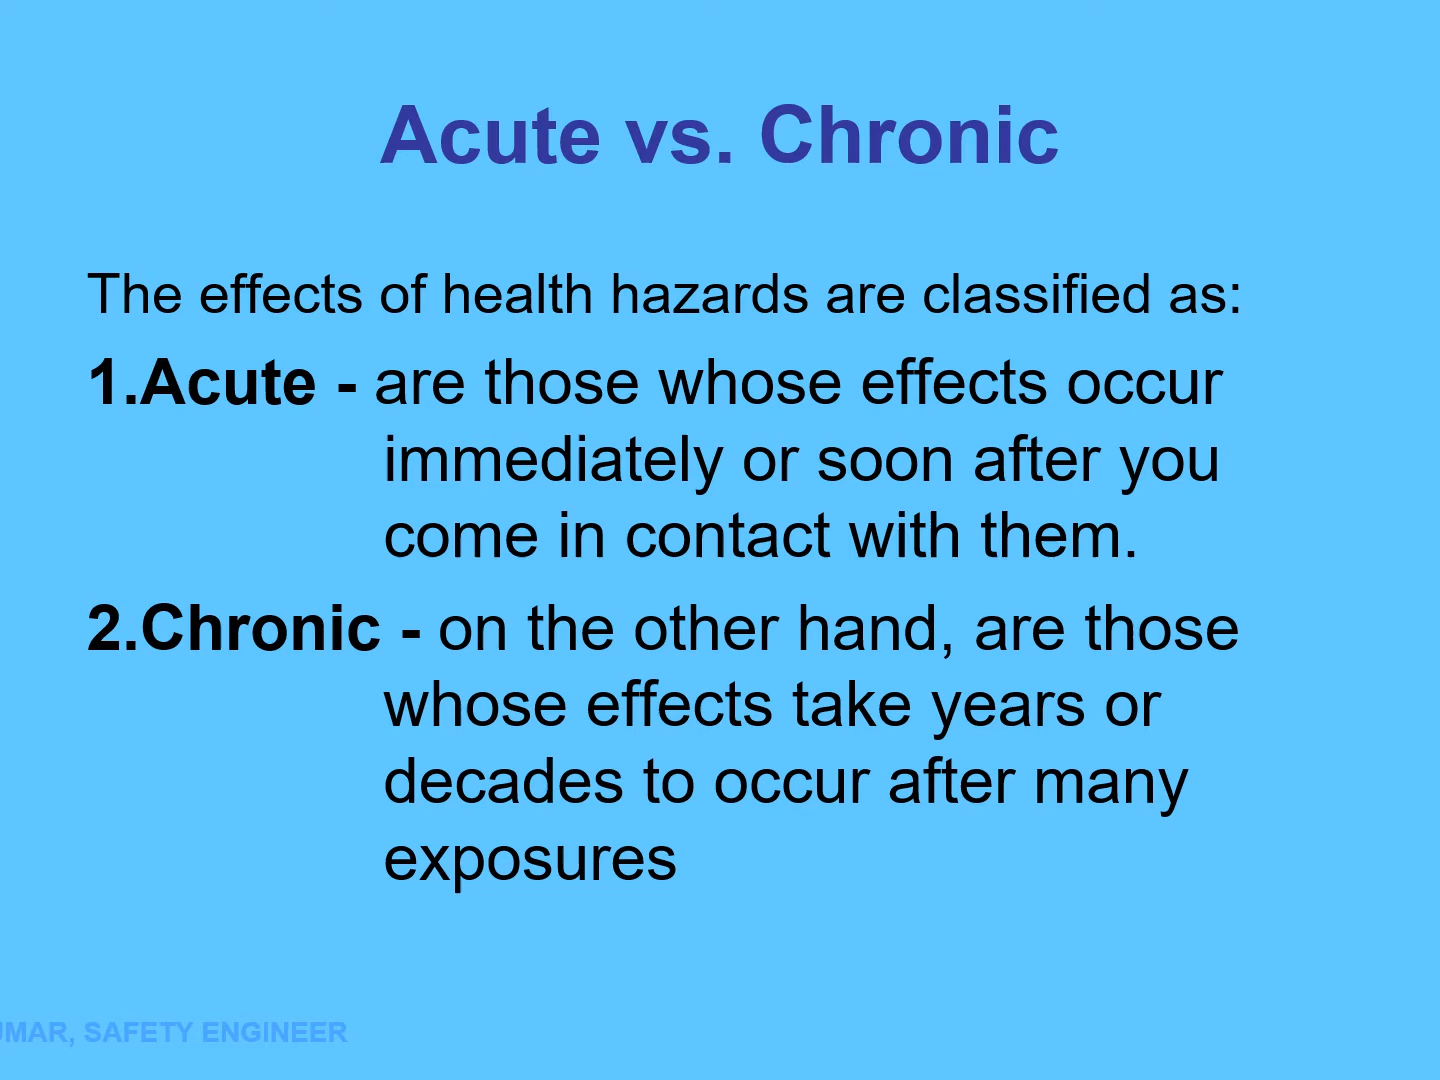 Acute vs. Chronic
The effects of health hazards are classified as:
1.Acute - are those whose effects occur
immediately or soon after you
come in contact with them.
2.Chronic - on the other hand, are those
whose effects take years or
decades to occur after many
exposures
SAFETY ENGINEER